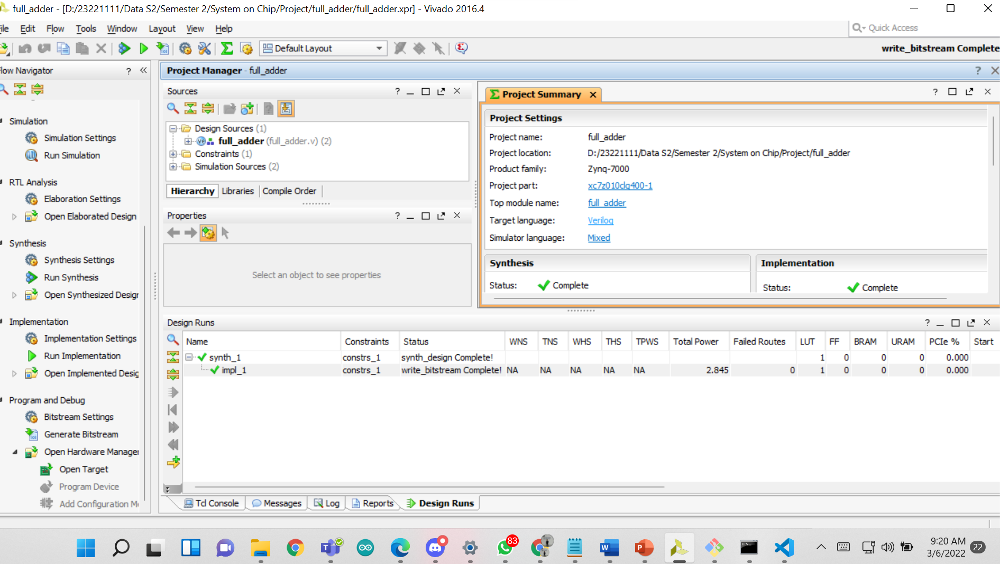 full_adder - [D:/23221111/Data S2/Semester 2/System on Chip/Project/full_adder/full_adder.xpr] - Vivado 2016.4
ile Edit Flow Tools Window Layout View Help
Quick Access
Default Layout
write_bitstream Complete
low Navigator ? «
Simulation
Simulation Settings
Run Simulation
RTL Analysis
Elaboration Settings
Open Elaborated Design
Synthesis
Synthesis Settings
Run Synthesis
Open Synthesized Design
Implementation
Implementation Settings
Run Implementation
Open Implemented Desig
Program and Debug
Bitstream Settings
Generate Bitstream
Open Hardware Manager
Open Target
Program Device
Add Configuration Me
Project Manager - full_adder
Sources
Design Sources (1)
full_adder (full_adder.v) (2)
Constraints (1)
Simulation Sources (2)
Hierarchy Libraries Compile Order
Properties
Select an object to see properties
Project Summary
Project Settings
Project name: full_adder
Project location: D:/23221111/Data S2/Semester 2/System on Chip/Project/full_adder
Product family: Zynq-7000
Project part: xc7z010clg400-1
Top module name: full_adder
Target language: Verilog
Simulator language: Mixed
Synthesis
Status: Complete
Implementation
Status: Complete
Design Runs
Name Constraints Status WNS TNS WHS THS TPWS Total Power Failed Routes LUT FF BRAM URAM PCIe % Start
synth_1 constrs_1 synth_design Complete! 1 0 0 0 0.000
impl_1 constrs_1 write_bitstream Complete! NA NA NA NA NA 2.845 0 1 0 0 0 0.000
Tcl Console Messages Log Reports Design Runs
83
9:20 AM
3/6/2022
22